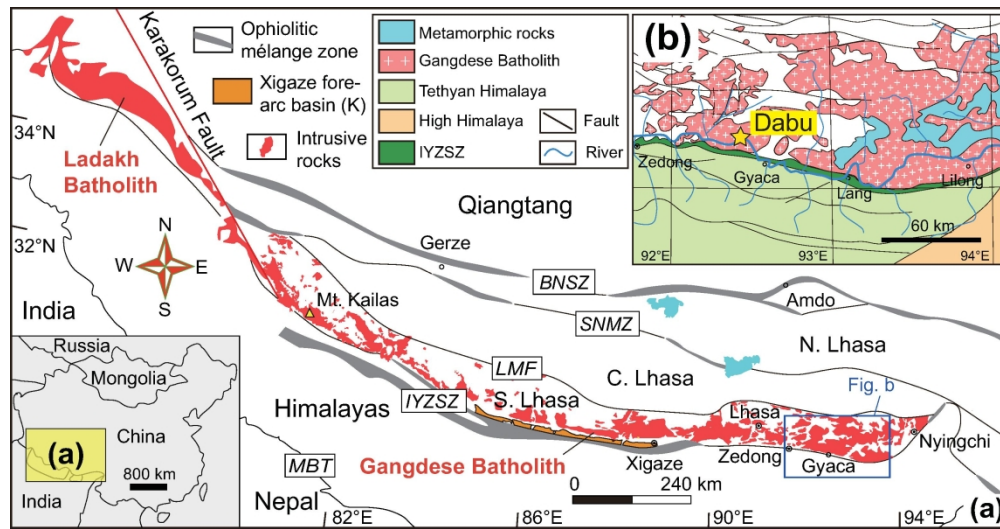 Ophiolitic
mélange zone
Xigaze fore-
arc basin (K)
Intrusive
rocks
Metamorphic rocks
Gangdese Batholith
Tethyan Himalaya
High Himalaya
IYZSZ
Fault
River
(b)
Dabu
Zedong
Gyaca
Lang
Lilong
60 km
92°E
93°E
94°E
Karakorum Fault
34°N
32°N
Ladakh
Batholith
N
W
E
S
India
Qiangtang
Gerze
BNSZ
Amdo
SNMZ
Mt. Kailas
N. Lhasa
LMF
C. Lhasa
Fig. b
IYZSZ
S. Lhasa
Himalayas
Lhasa
Nyingchi
Gangdese Batholith
Xigaze
Zedong
Gyaca
MBT
Nepal
0
240 km
(a)
82°E
86°E
90°E
94°E
Russia
Mongolia
China
(a)
800 km
India